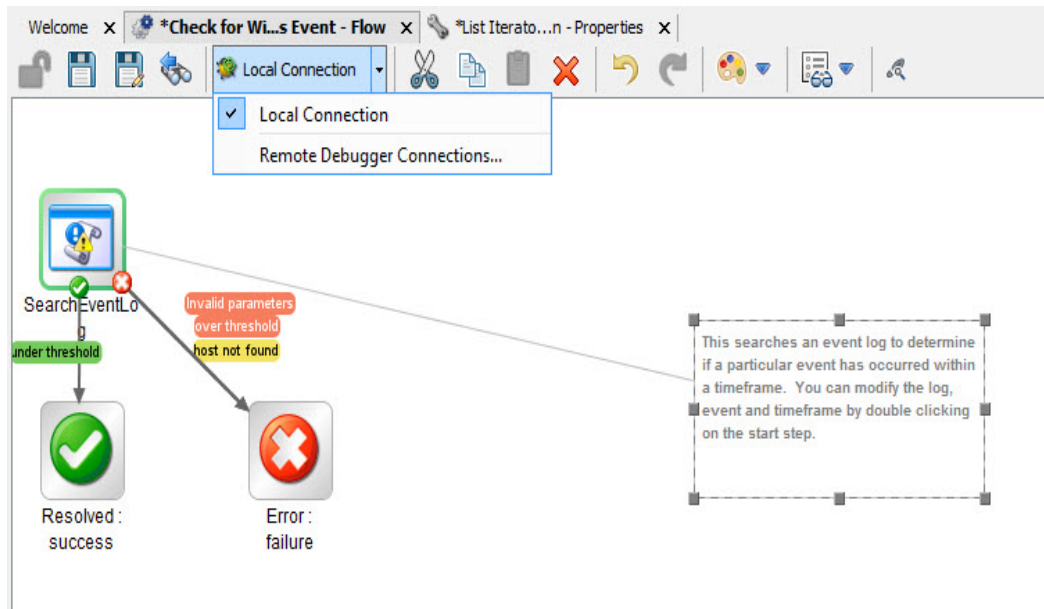 Welcome
*Check for Wi...s Event - Flow
*List Iterato...n - Properties
Local Connection
Local Connection
Remote Debugger Connections...
SearchEventLo
g
Invalid parameters
over threshold
host not found
under threshold
This searches an event log to determine
if a particular event has occurred within
a timeframe. You can modify the log,
event and timeframe by double clicking
on the start step.
Resolved :
success
Error :
failure